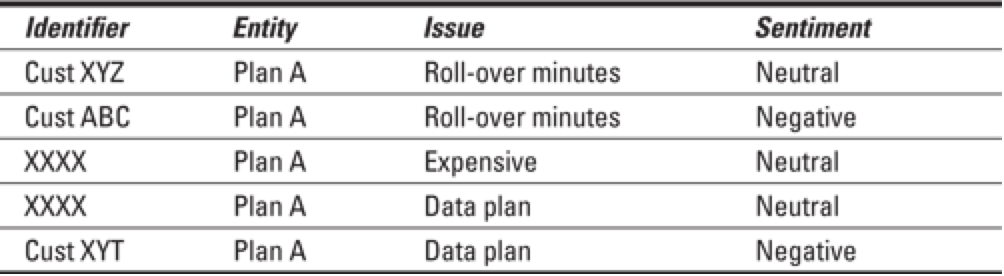 Identifier Entity Issue Sentiment
Cust XYZ Plan A Roll-over minutes Neutral
Cust ABC Plan A Roll-over minutes Negative
XXXX Plan A Expensive Neutral
XXXX Plan A Data plan Neutral
Cust XYT Plan A Data plan Negative